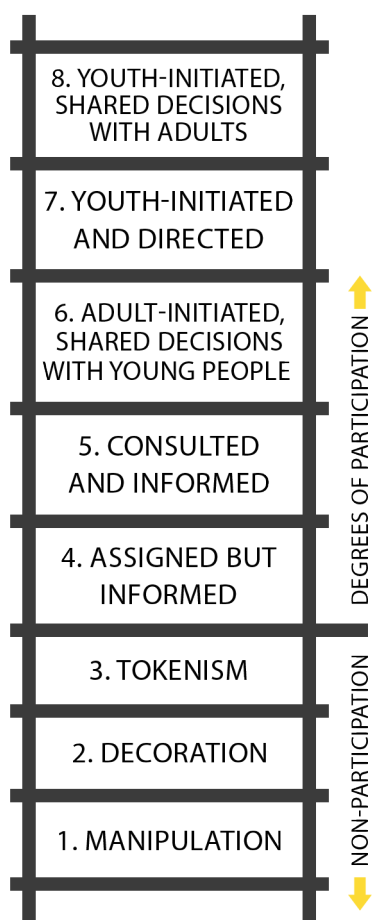 8. YOUTH-INITIATED,
SHARED DECISIONS
WITH ADULTS
7. YOUTH-INITIATED
AND DIRECTED
6. ADULT-INITIATED,
SHARED DECISIONS
WITH YOUNG PEOPLE
5. CONSULTED
AND INFORMED
4. ASSIGNED BUT
INFORMED
3. TOKENISM
2. DECORATION
1. MANIPULATION
DEGREES OF PARTICIPATION
NON-PARTICIPATION